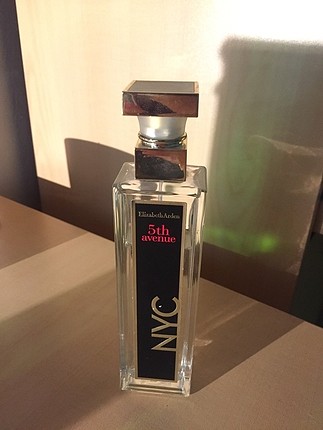 ElizabethArden
5th
avenue
NYC